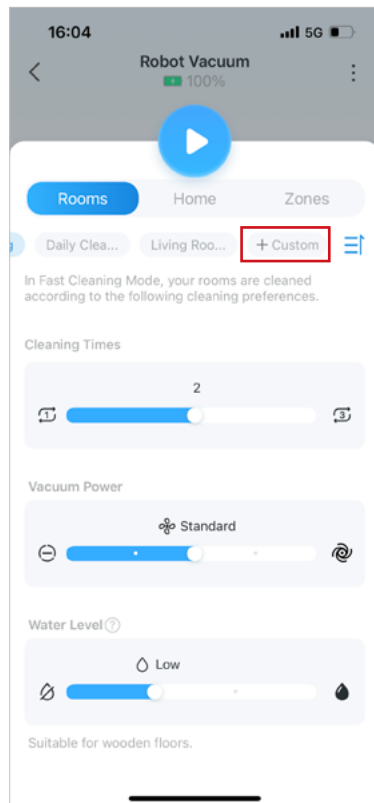 16:04
5G
Robot Vacuum
100%
Rooms
Home
Zones
g
Daily Clea...
Living Roo...
+ Custom
In Fast Cleaning Mode, your rooms are cleaned
according to the following cleaning preferences.
Cleaning Times
2
1
3
Vacuum Power
Standard
Water Level?
Low
Suitable for wooden floors.